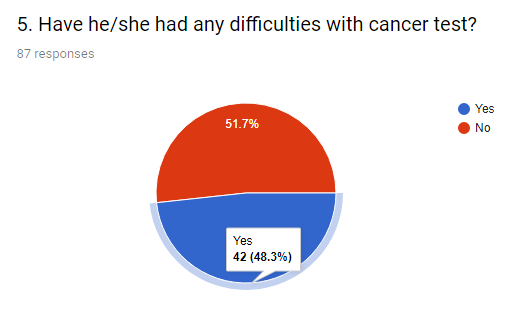 5. Have he/she had any difficulties with cancer test?
87 responses
Yes
No
51.7%
Yes
42 (48.3%)